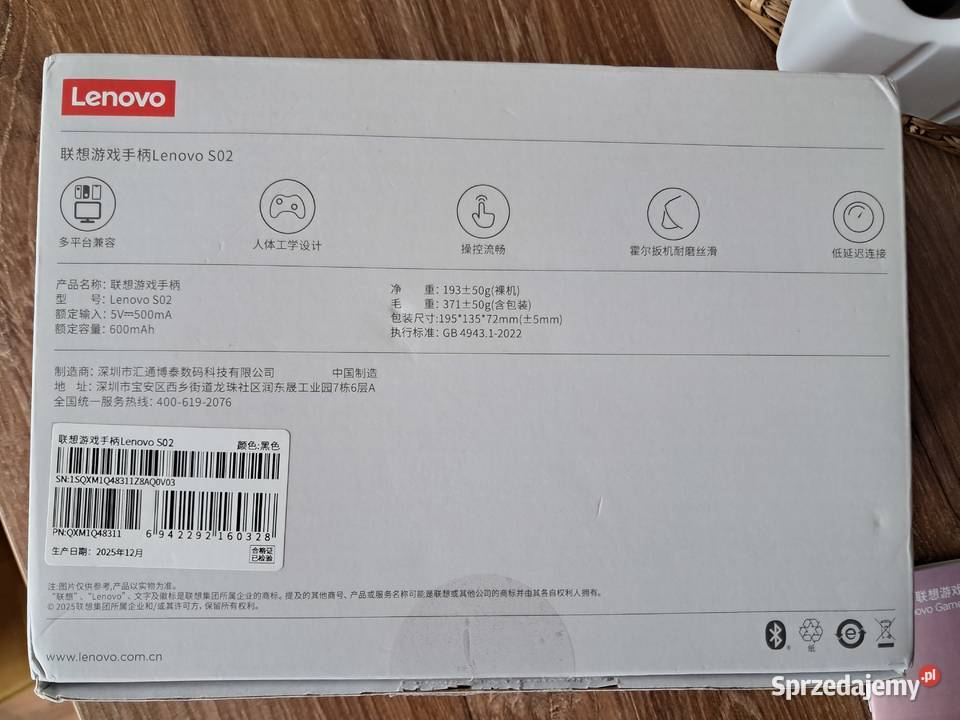 Lenovo
联想游戏手柄Lenovo S02
多平台兼容
人体工学设计
操控流畅
霍尔扳机耐磨丝滑
低延迟连接
产品名称: 联想游戏手柄
型 号: Lenovo S02
额定输入: 5V⎓500mA
额定容量: 600mAh
净 重: 193±50g(裸机)
毛 重: 371±50g(含包装)
包装尺寸:195*135*72mm(±5mm)
执行标准: GB 4943.1-2022
制造商: 深圳市汇通博泰数码科技有限公司 中国制造
地 址: 深圳市宝安区西乡街道龙珠社区润东晟工业园7栋6层A
全国统一服务热线: 400-619-2076
联想游戏手柄Lenovo S02 颜色:黑色
SN:1SQXM1Q48311Z8AQ0V03
PN:QXM1Q48311
6 942292 160328
生产日期: 2025年12月
合格证
已检验
注:图片仅供参考,产品以实物为准。
"联想"、"Lenovo"、文字及徽标是联想集团所属企业的商标。提及的其他商号、产品或服务名称可能是联想或其他公司的商标并由其各自权利人拥有。
© 2025联想集团所属企业和/或其许可方, 保留所有权利。
纸
e
www.lenovo.com.cn
联想游戏
ovo Game
Sprzedajemy.pl